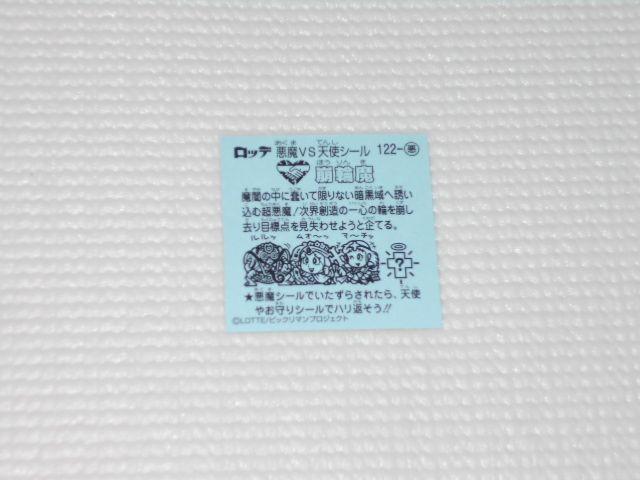 ロッテ 悪魔VS天使シール 122-悪
崩輪魔
魔闇の中に蠢いて限りない暗黒域へ誘い
込む超悪魔!次界創造の一心の輪を崩し
去り目標点を見失わせようと企てる。
?
★悪魔シールでいたずらされたら、天使
やお守りシールでハリ返そう!!
©LOTTE/ビックリマンプロジェクト